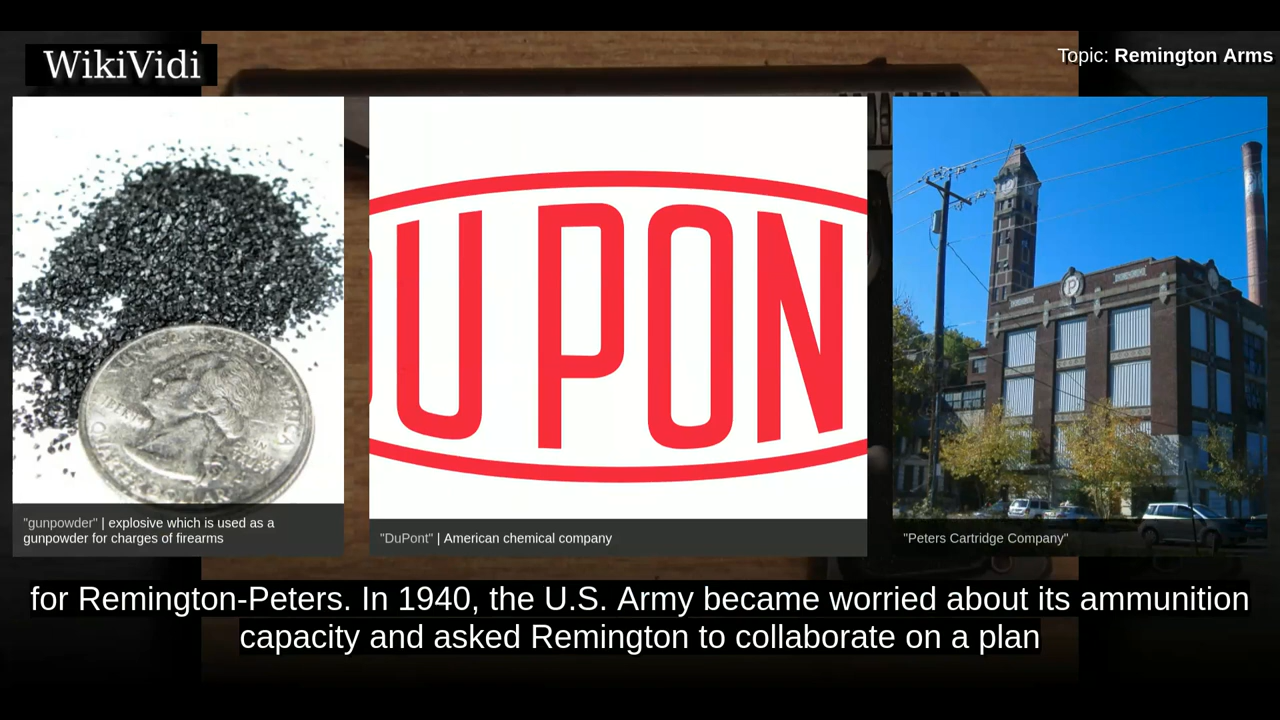 WikiVidi
Topic: Remington Arms
DU PON
"gunpowder" | explosive which is used as a
gunpowder for charges of firearms
"DuPont" | American chemical company
"Peters Cartridge Company"
for Remington-Peters. In 1940, the U.S. Army became worried about its ammunition
capacity and asked Remington to collaborate on a plan